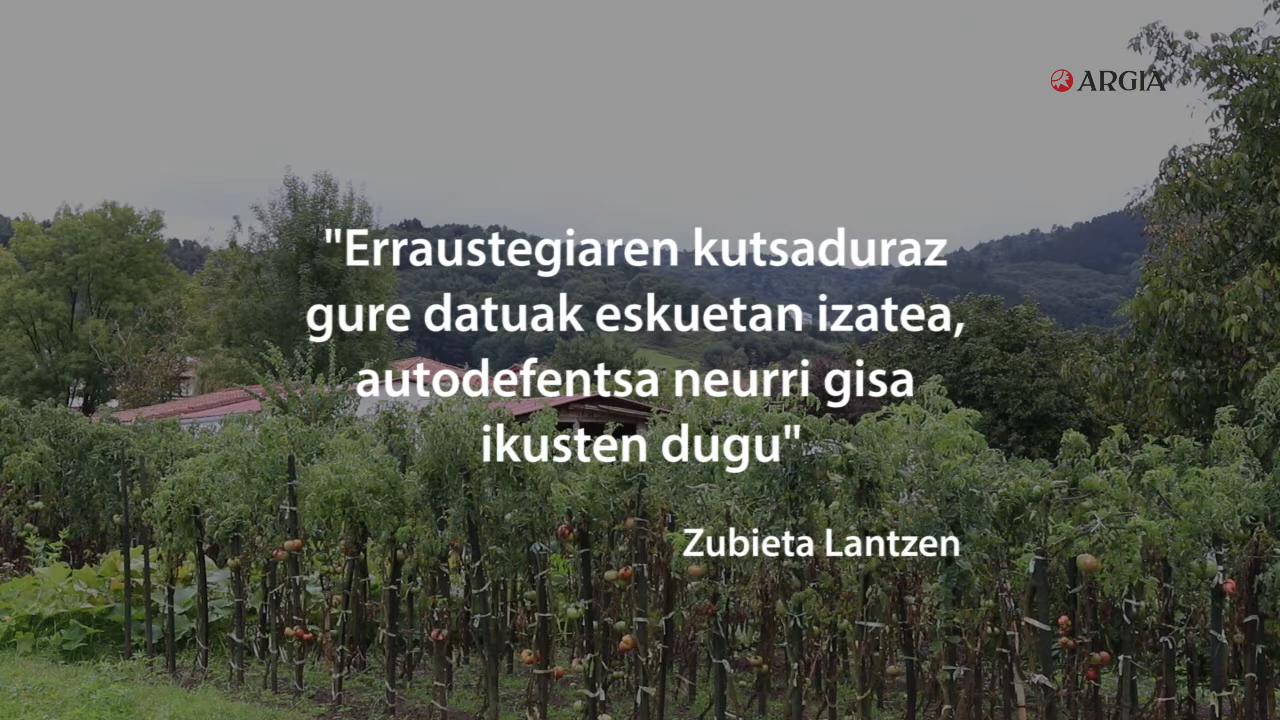 ARGIA
"Erraustegiaren kutsaduraz
gure datuak eskuetan izatea,
autodefentsa neurri gisa
ikusten dugu"
Zubieta Lantzen